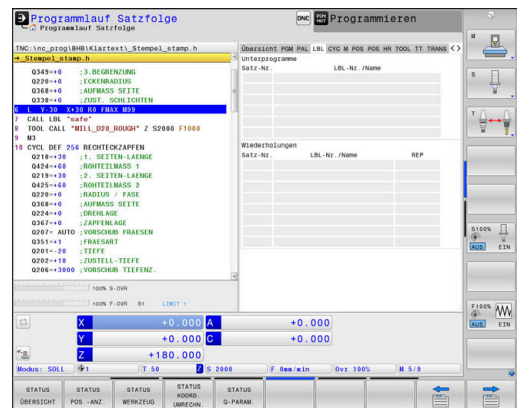 Programmlauf Satzfolge
Programmlauf Satzfolge
DNC
Programmieren
TNC:\nc_prog\BHB\Klartext\_Stempel_stamp.h
→_Stempel_stamp.h
Q349=+0 ;3.BEGRENZUNG
Q220=+0 ;ECKENRADIUS
Q368=+0 ;AUFMASS SEITE
Q338=+0 ;ZUST. SCHLICHTEN
6 L Y-30 X+30 R0 FMAX M99
7 CALL LBL "safe"
8 TOOL CALL "MILL_D20_ROUGH" Z S2000 F1000
9 M3
10 CYCL DEF 256 RECHTECKZAPFEN
Q218=+30 ;1. SEITEN-LAENGE
Q424=+60 ;ROHTEILMASS 1
Q219=+30 ;2. SEITEN-LAENGE
Q425=+60 ;ROHTEILMASS 2
Q220=+0 ;RADIUS / FASE
Q368=+0 ;AUFMASS SEITE
Q224=+0 ;DREHLAGE
Q367=+0 ;ZAPFENLAGE
Q207= AUTO ;VORSCHUB FRAESEN
Q351=+1 ;FRAESART
Q201=-20 ;TIEFE
Q202=+10 ;ZUSTELL-TIEFE
Q206=+3000 ;VORSCHUB TIEFENZ.
Übersicht PGM PAL LBL CYC M POS POS HR TOOL TT TRANS
Unterprogramme
Satz-Nr. LBL-Nr./Name
Wiederholungen
Satz-Nr. LBL-Nr./Name REP
100% S-OVR
100% F-OVR S1 LIMIT 1
X +0.000 A +0.000
Y +0.000 C +0.000
Z +180.000
Modus: SOLL 1 T 50 Z S 2000 F 0mm/min Ovr 100% M 5/9
STATUS ÜBERSICHT
STATUS POS.-ANZ.
STATUS WERKZEUG
STATUS KOORD. UMRECHN.
STATUS Q-PARAM.
M
S
T
S100%
AUS EIN
F100%
AUS EIN